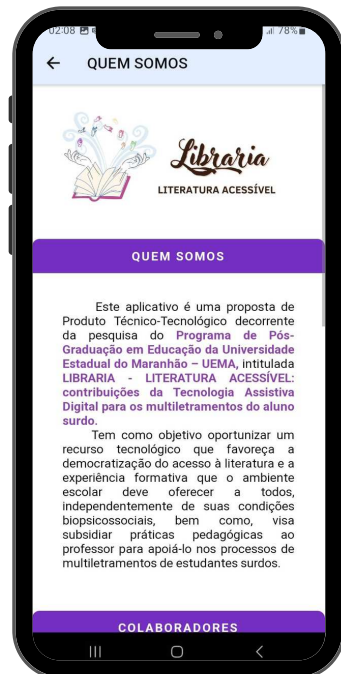 02:08 78%
QUEM SOMOS
Libraria
LITERATURA ACESSÍVEL
QUEM SOMOS
Este aplicativo é uma proposta de
Produto Técnico-Tecnológico decorrente
da pesquisa do Programa de Pós-
Graduação em Educação da Universidade
Estadual do Maranhão – UEMA, intitulada
LIBRARIA - LITERATURA ACESSÍVEL:
contribuições da Tecnologia Assistiva
Digital para os multiletramentos do aluno
surdo.
Tem como objetivo oportunizar um
recurso tecnológico que favoreça a
democratização do acesso à literatura e a
experiência formativa que o ambiente
escolar deve oferecer a todos,
independentemente de suas condições
biopsicossociais, bem como, visa
subsidiar práticas pedagógicas ao
professor para apoiá-lo nos processos de
multiletramentos de estudantes surdos.
COLABORADORES